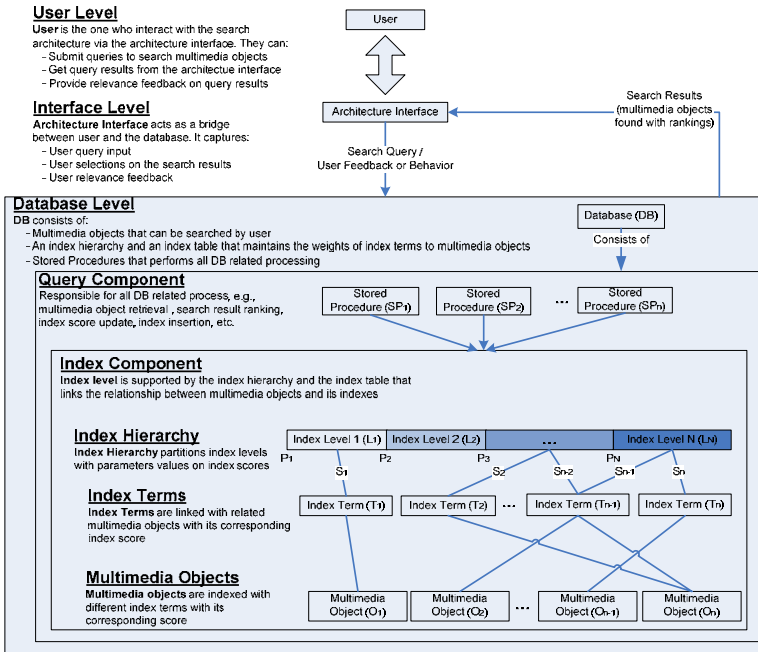 User Level
User is the one who interact with the search
architecture via the architecture interface. They can:
- Submit queries to search multimedia objects
- Get query results from the architectue interface
- Provide relevance feedback on query results
User
Interface Level
Architecture Interface acts as a bridge
between user and the database. It captures:
- User query input
- User selections on the search results
- User relevance feedback
Architecture Interface
Search Results
(multimedia objects
found with rankings)
Search Query /
User Feedback or Behavior
Database Level
DB consists of:
- Multimedia objects that can be searched by user
- An index hierarchy and an index table that maintains the weights of index terms to multimedia objects
- Stored Procedures that performs all DB related processing
Database (DB)
Consists of
Query Component
Responsible for all DB related process, e.g.,
multimedia object retrieval , search result ranking,
index score update, index insertion, etc.
Stored
Procedure (SP1)
Stored
Procedure (SP2)
...
Stored
Procedure (SPn)
Index Component
Index level is supported by the index hierarchy and the index table that
links the relationship between multimedia objects and its indexes
Index Hierarchy
Index Hierarchy partitions index levels
with parameters values on index scores
Index Level 1 (L1)
Index Level 2 (L2)
...
Index Level N (LN)
P1
P2
P3
PN
S1
S2
Sn-2
Sn-1
Sn
Index Terms
Index Terms are linked with related
multimedia objects with its corresponding
index score
Index Term (T1)
Index Term (T2)
...
Index Term (Tn-1)
Index Term (Tn)
Multimedia Objects
Multimedia objects are indexed with
different index terms with its
corresponding score
Multimedia
Object (O1)
Multimedia
Object (O2)
...
Multimedia
Object (On-1)
Multimedia
Object (On)